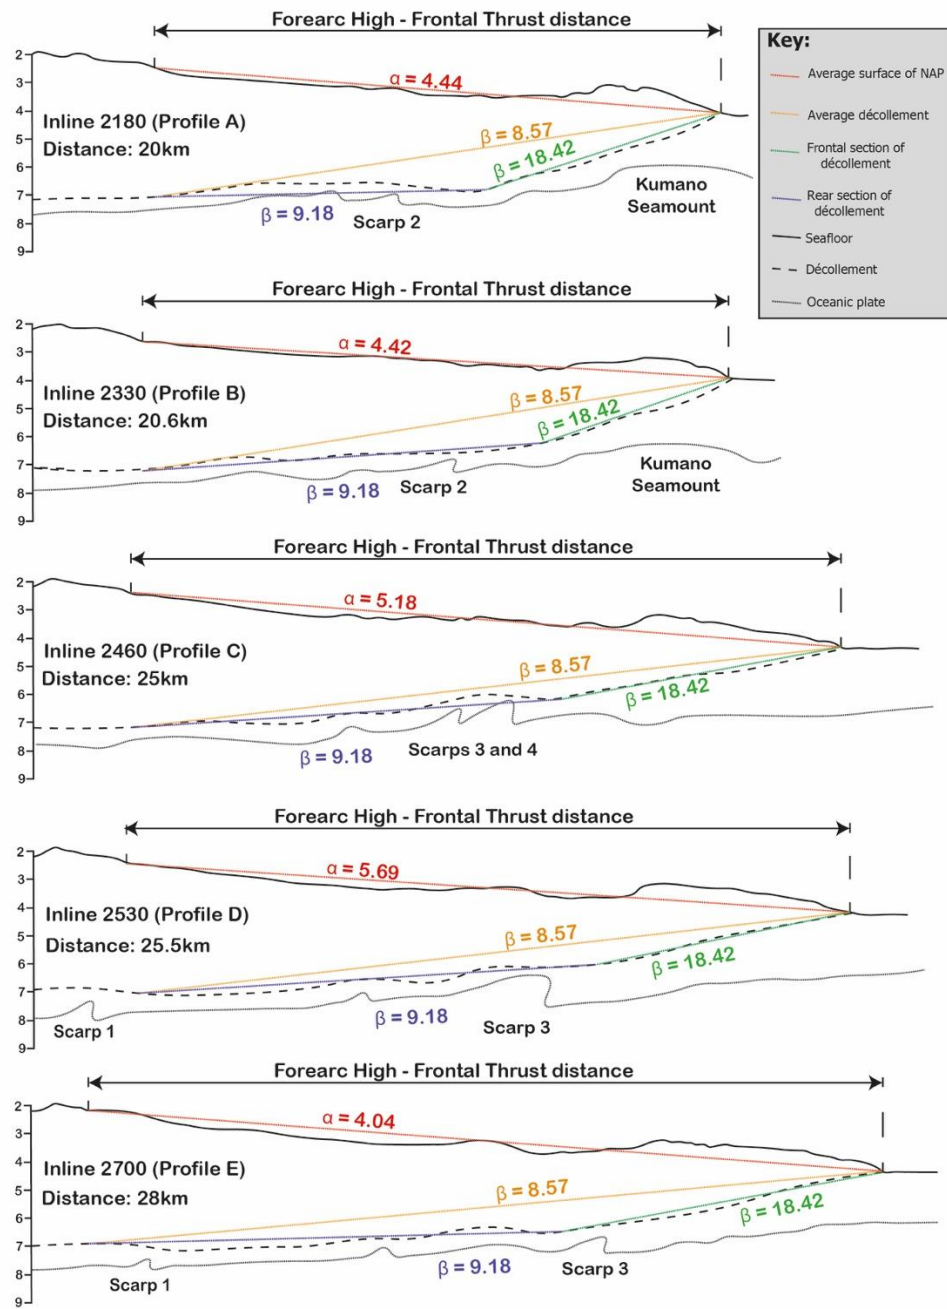 Forearc High - Frontal Thrust distance
2
3
4
5
6
7
8
9
α = 4.44
Inline 2180 (Profile A)
Distance: 20km
β = 8.57
β = 18.42
β = 9.18
Scarp 2
Kumano
Seamount
Key:
Average surface of NAP
Average décollement
Frontal section of
décollement
Rear section of
décollement
Seafloor
Décollement
Oceanic plate
Forearc High - Frontal Thrust distance
2
3
4
5
6
7
8
9
α = 4.42
Inline 2330 (Profile B)
Distance: 20.6km
β = 8.57
β = 18.42
β = 9.18
Scarp 2
Kumano
Seamount
Forearc High - Frontal Thrust distance
2
3
4
5
6
7
8
9
α = 5.18
Inline 2460 (Profile C)
Distance: 25km
β = 8.57
β = 18.42
β = 9.18
Scarps 3 and 4
Forearc High - Frontal Thrust distance
2
3
4
5
6
7
8
9
α = 5.69
Inline 2530 (Profile D)
Distance: 25.5km
β = 8.57
β = 18.42
β = 9.18
Scarp 1
Scarp 3
Forearc High - Frontal Thrust distance
2
3
4
5
6
7
8
9
α = 4.04
Inline 2700 (Profile E)
Distance: 28km
β = 8.57
β = 18.42
β = 9.18
Scarp 1
Scarp 3